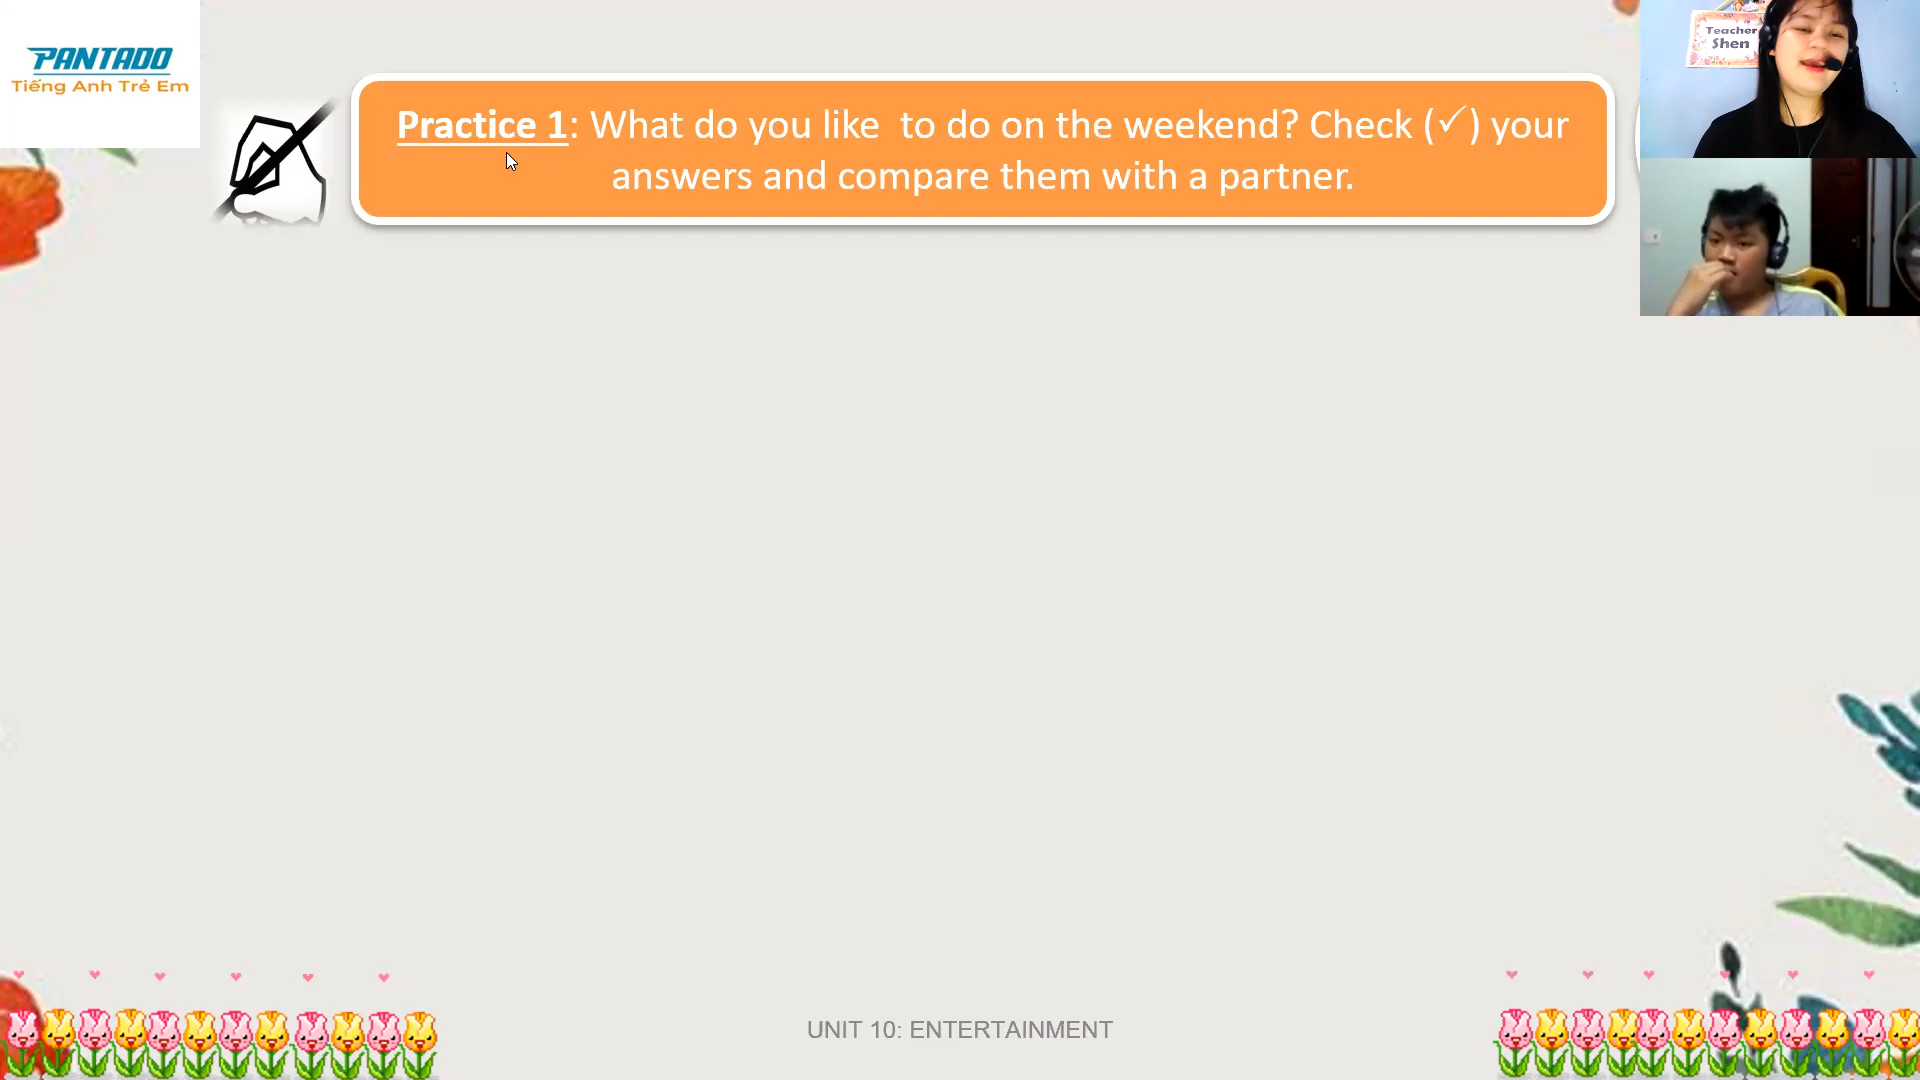 PANTADO
Tiếng Anh Trẻ Em
Teacher
Shen
Practice 1: What do you like  to do on the weekend? Check (✓) your
answers and compare them with a partner.
UNIT 10: ENTERTAINMENT